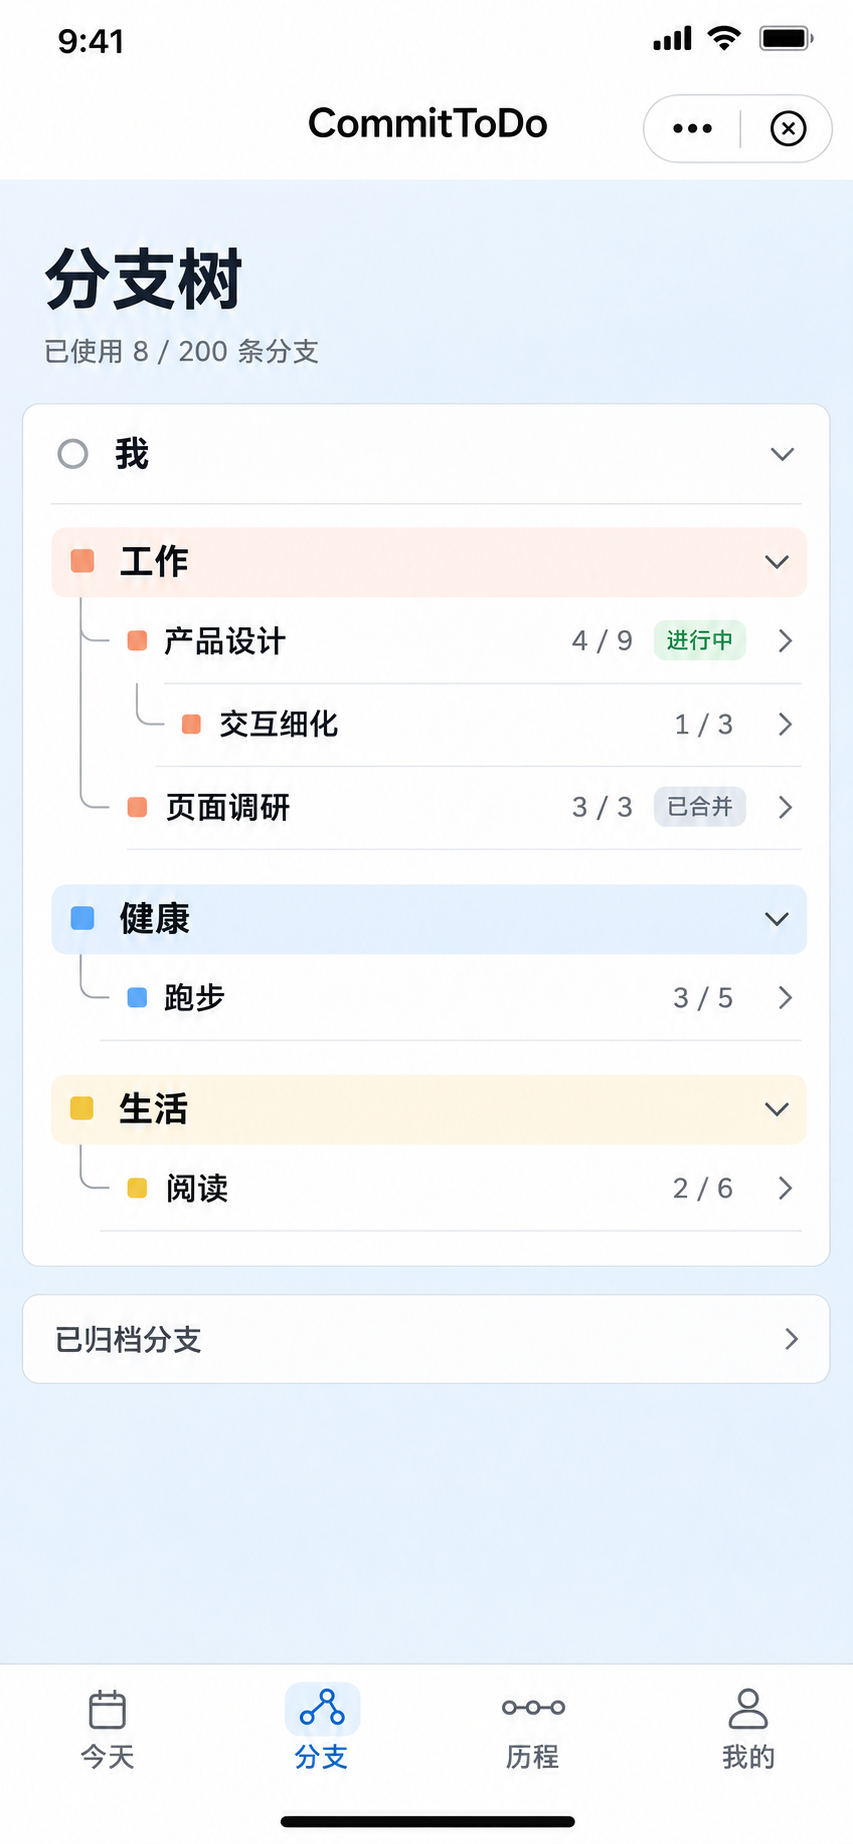 9:41
CommitToDo
分支树
已使用 8 / 200 条分支
我
工作
产品设计 4 / 9 进行中
交互细化 1 / 3
页面调研 3 / 3 已合并
健康
跑步 3 / 5
生活
阅读 2 / 6
已归档分支
今天 分支 历程 我的